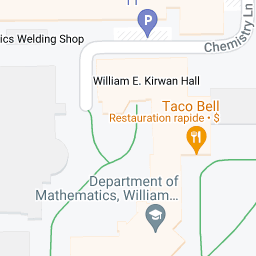 P
Chemistry Ln
ics Welding Shop
William E. Kirwan Hall
Taco Bell
Restauration rapide • $
Department of
Mathematics, William...